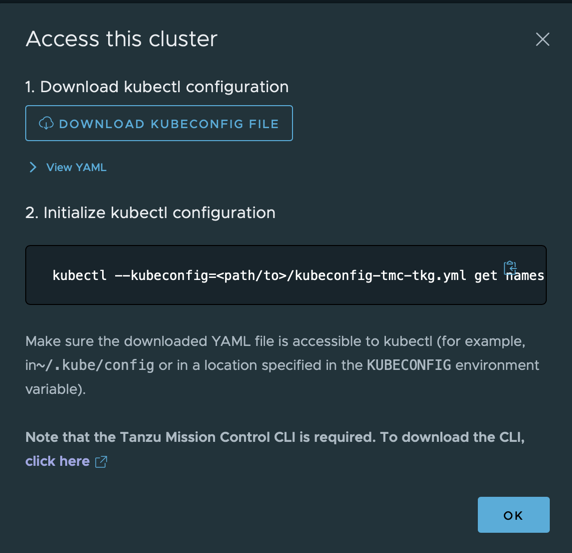 Access this cluster
1. Download kubectl configuration
DOWNLOAD KUBECONFIG FILE
View YAML
2. Initialize kubectl configuration
kubectl --kubeconfig=<path/to>/kubeconfig-tmc-tkg.yml get names
Make sure the downloaded YAML file is accessible to kubectl (for example,
in~/.kube/config or in a location specified in the KUBECONFIG environment
variable).
Note that the Tanzu Mission Control CLI is required. To download the CLI,
click here
OK